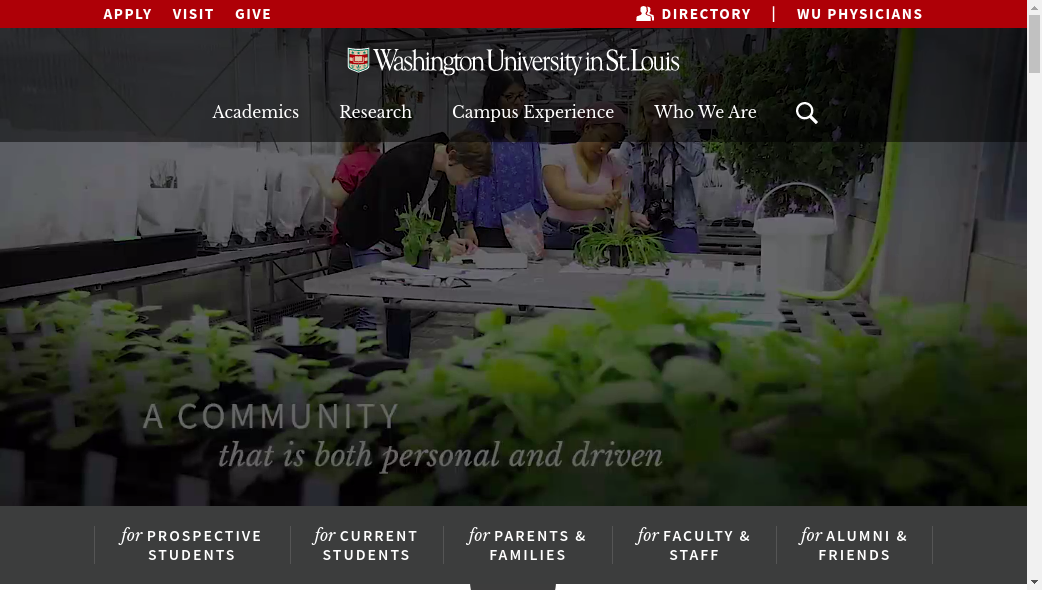 APPLY VISIT GIVE DIRECTORY | WU PHYSICIANS
Washington University in St. Louis
Academics Research Campus Experience Who We Are
A COMMUNITY
that is both personal and driven
for PROSPECTIVE STUDENTS
for CURRENT STUDENTS
for PARENTS & FAMILIES
for FACULTY & STAFF
for ALUMNI & FRIENDS